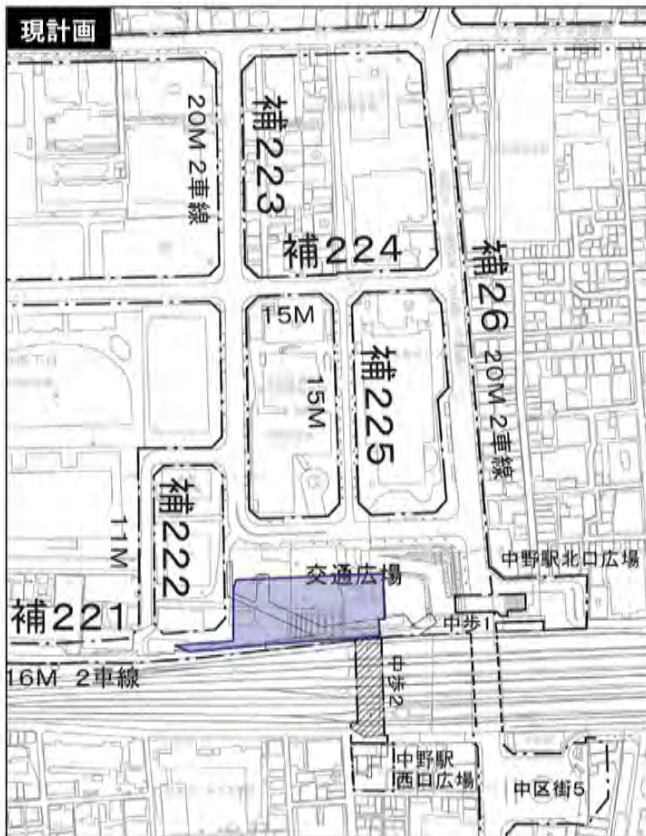 現計画
20M 2車線
補223
補224
補26 20M 2車線
15M
15M
補225
11M
補222
中野駅北口広場
交通広場
補221
中歩1
16M 2車線
中歩2
中野駅
西口広場
中区街5